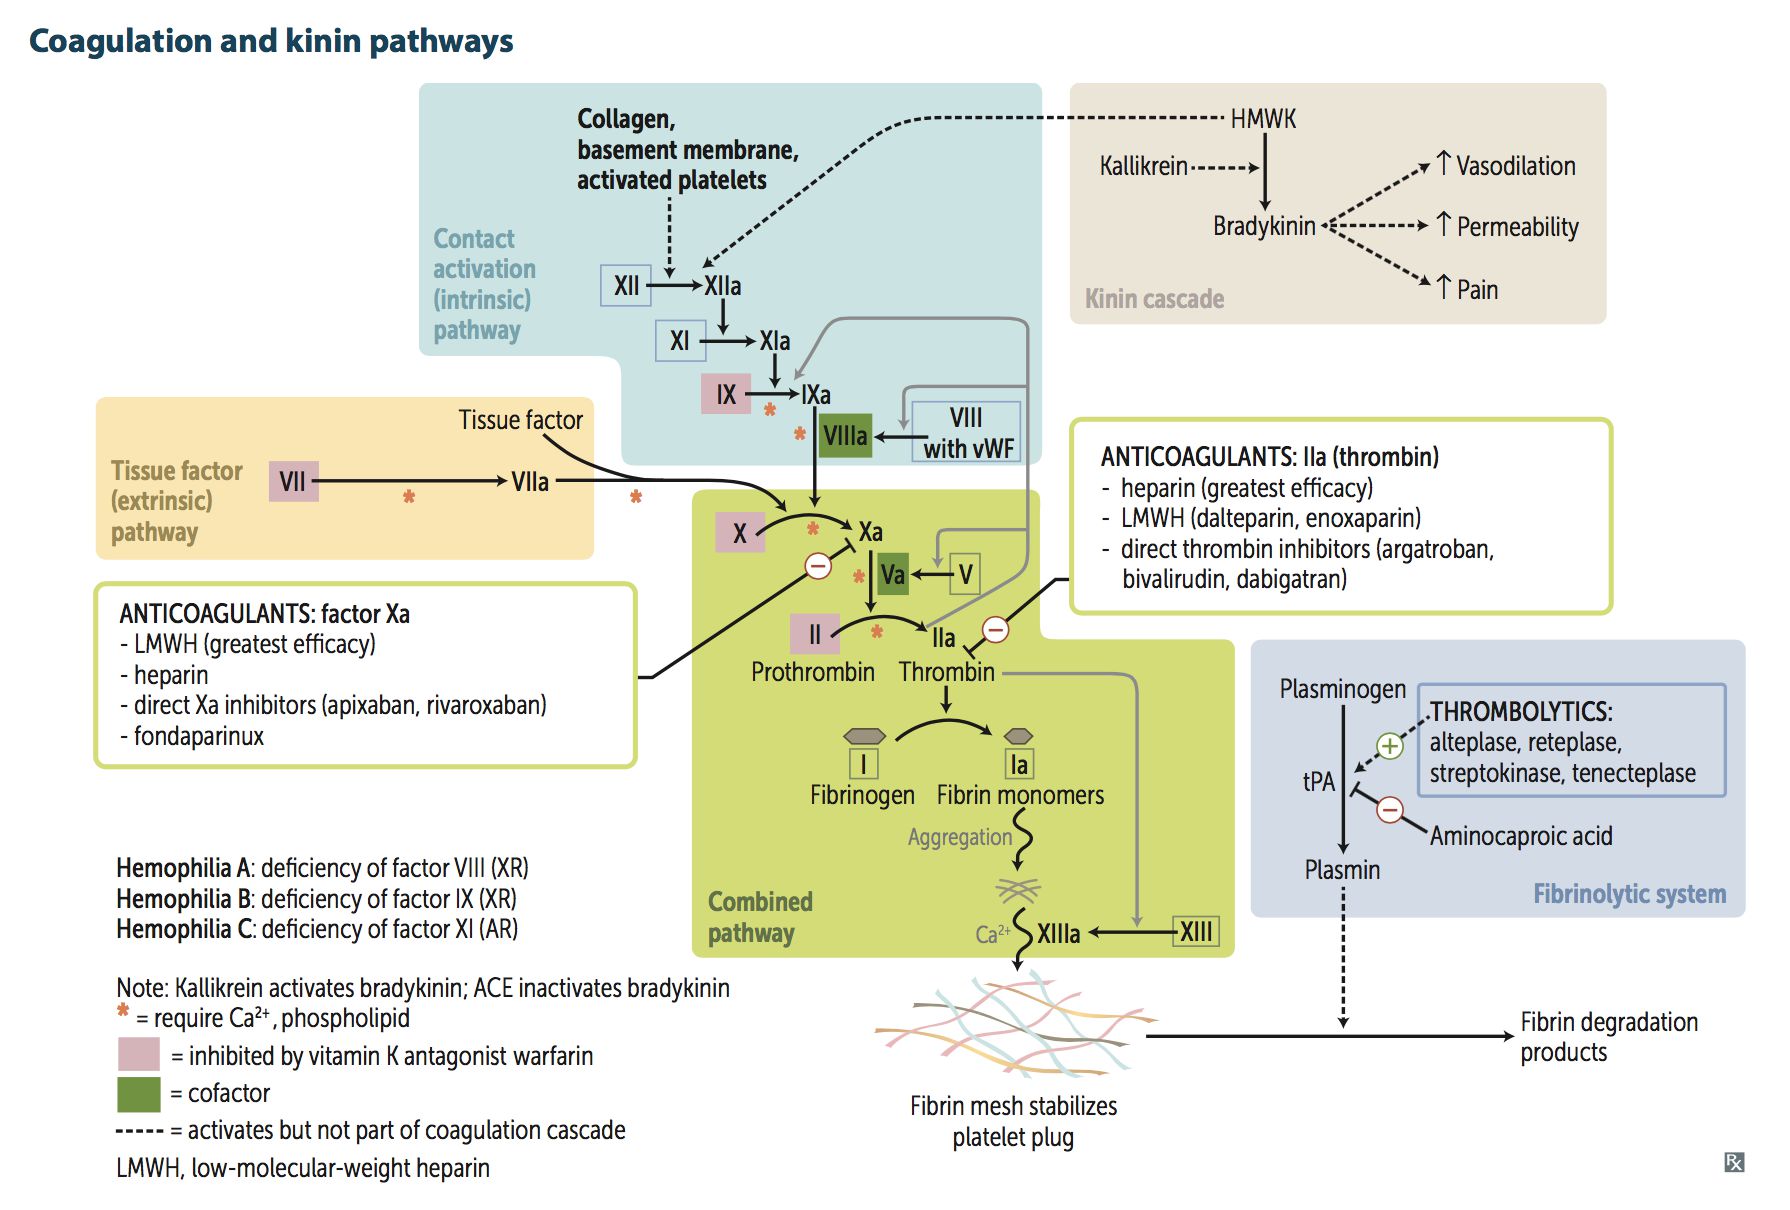 Coagulation and kinin pathways
Collagen,
basement membrane,
activated platelets
Contact
activation
(intrinsic)
pathway
XII
XIIa
XI
XIa
IX
IXa
*
*
VIIIa
VIII
with vWF
HMWK
Kallikrein
Bradykinin
↑ Vasodilation
↑ Permeability
↑ Pain
Kinin cascade
Tissue factor
Tissue factor
(extrinsic)
pathway
VII
VIIa
*
*
X
Xa
*
*
Va
V
II
IIa
*
Prothrombin
Thrombin
ANTICOAGULANTS: IIa (thrombin)
- heparin (greatest efficacy)
- LMWH (dalteparin, enoxaparin)
- direct thrombin inhibitors (argatroban,
bivalirudin, dabigatran)
ANTICOAGULANTS: factor Xa
- LMWH (greatest efficacy)
- heparin
- direct Xa inhibitors (apixaban, rivaroxaban)
- fondaparinux
−
−
I
Ia
Fibrinogen
Fibrin monomers
Aggregation
Ca²⁺
XIIIa
XIII
Combined
pathway
Plasminogen
tPA
Plasmin
THROMBOLYTICS:
alteplase, reteplase,
streptokinase, tenecteplase
+
−
Aminocaproic acid
Fibrinolytic system
Fibrin degradation
products
Fibrin mesh stabilizes
platelet plug
Hemophilia A: deficiency of factor VIII (XR)
Hemophilia B: deficiency of factor IX (XR)
Hemophilia C: deficiency of factor XI (AR)
Note: Kallikrein activates bradykinin; ACE inactivates bradykinin
* = require Ca²⁺, phospholipid
= inhibited by vitamin K antagonist warfarin
= cofactor
= activates but not part of coagulation cascade
LMWH, low-molecular-weight heparin
Rx